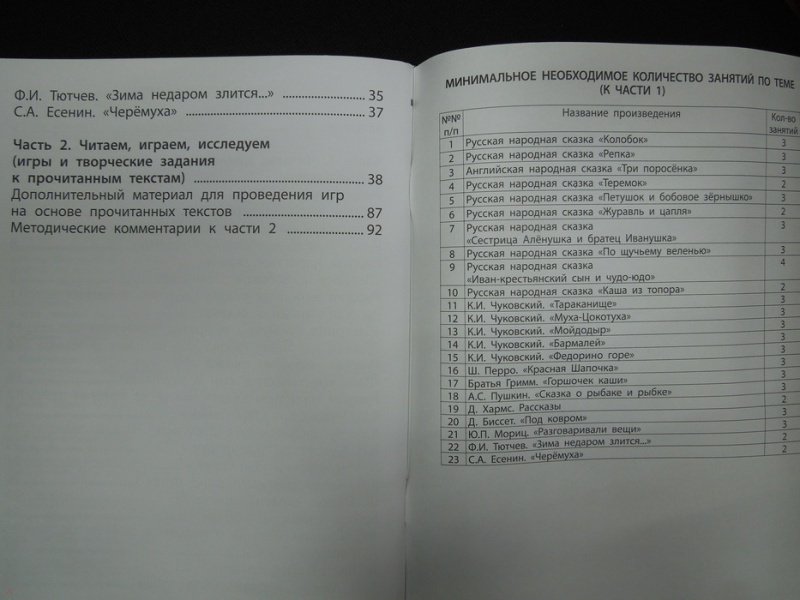 Ф.И. Тютчев. «Зима недаром злится...» ........................ 35
С.А. Есенин. «Черёмуха» ................................................ 37
Часть 2. Читаем, играем, исследуем
(игры и творческие задания
к прочитанным текстам) ................................................ 38
Дополнительный материал для проведения игр
на основе прочитанных текстов ................................... 87
Методические комментарии к части 2 ...................... 92
МИНИМАЛЬНОЕ НЕОБХОДИМОЕ КОЛИЧЕСТВО ЗАНЯТИЙ ПО ТЕМЕ
(К ЧАСТИ 1)
№№ п/п Название произведения Кол-во занятий
1 Русская народная сказка «Колобок» 3
2 Русская народная сказка «Репка» 3
3 Английская народная сказка «Три поросёнка» 3
4 Русская народная сказка «Теремок» 2
5 Русская народная сказка «Петушок и бобовое зёрнышко» 3
6 Русская народная сказка «Журавль и цапля» 2
7 Русская народная сказка 3
«Сестрица Алёнушка и братец Иванушка»
8 Русская народная сказка «По щучьему веленью» 3
9 Русская народная сказка 4
«Иван-крестьянский сын и чудо-юдо»
10 Русская народная сказка «Каша из топора» 2
11 К.И. Чуковский. «Тараканище» 3
12 К.И. Чуковский. «Муха-Цокотуха» 3
13 К.И. Чуковский. «Мойдодыр» 3
14 К.И. Чуковский. «Бармалей» 3
15 К.И. Чуковский. «Федорино горе» 3
16 Ш. Перро. «Красная Шапочка» 3
17 Братья Гримм. «Горшочек каши» 3
18 А.С. Пушкин. «Сказка о рыбаке и рыбке» 3
19 Д. Хармс. Рассказы 2
20 Д. Биссет. «Под ковром» 3
21 Ю.П. Мориц. «Разговаривали вещи» 3
22 Ф.И. Тютчев. «Зима недаром злится...» 2
23 С.А. Есенин. «Черёмуха» 2